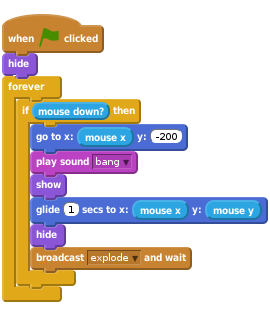 when clicked
hide
forever
if mouse down? then
go to x: mouse x y: -200
play sound bang
show
glide 1 secs to x: mouse x y: mouse y
hide
broadcast explode and wait